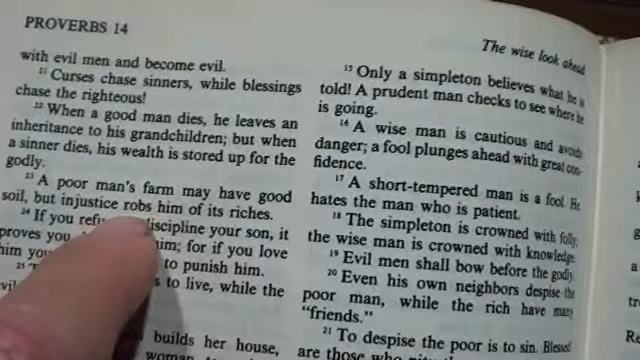 PROVERBS 14
The wise look ahead
with evil men and become evil.
21 Curses chase sinners, while blessings
chase the righteous!
22 When a good man dies, he leaves an
inheritance to his grandchildren; but when
a sinner dies, his wealth is stored up for the
godly.
23 A poor man's farm may have good
soil, but injustice robs him of its riches.
24 If you discipline your son, it
proves you him; for if you love
him you to punish him.
25 to live, while the
builds her house,
woman
15 Only a simpleton believes what he is
told! A prudent man checks to see where he
is going.
16 A wise man is cautious and avoids
danger; a fool plunges ahead with great con-
fidence.
17 A short-tempered man is a fool. He
hates the man who is patient.
18 The simpleton is crowned with folly;
the wise man is crowned with knowledge.
19 Evil men shall bow before the godly.
20 Even his own neighbors despise the
poor man, while the rich have many
"friends."
21 To despise the poor is to sin. Blessed
are those who